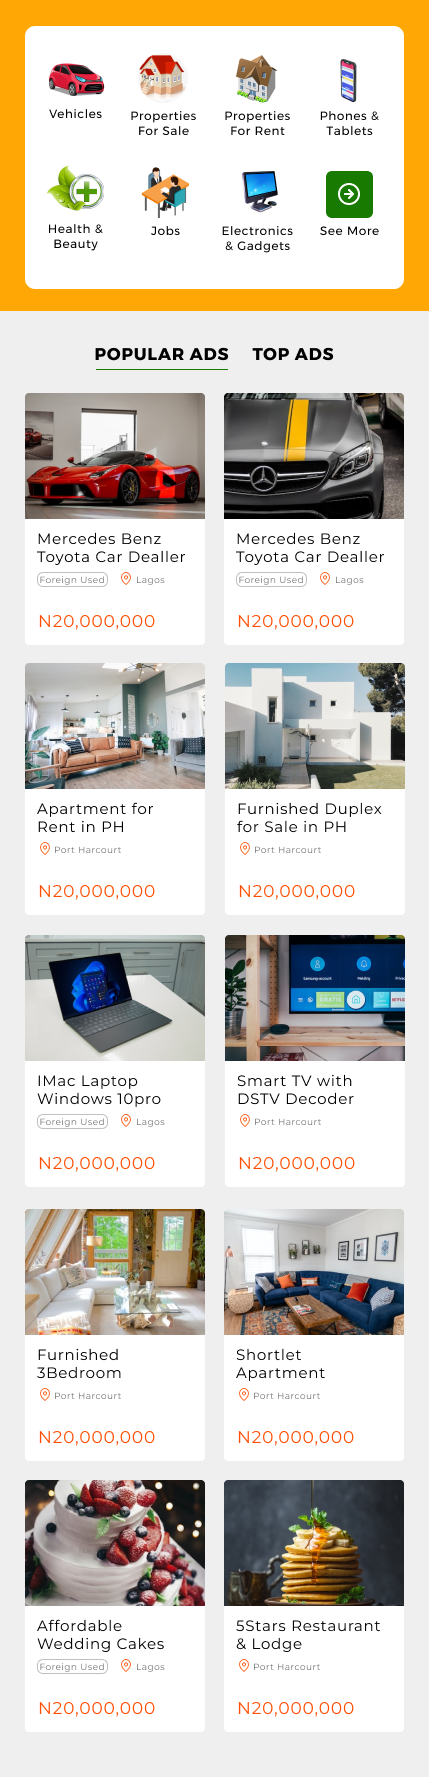 Vehicles
Properties
For Sale
Properties
For Rent
Phones &
Tablets
Health &
Beauty
Jobs
Electronics
& Gadgets
See More
POPULAR ADS
TOP ADS
Mercedes Benz
Toyota Car Dealler
Foreign Used
Lagos
N20,000,000
Mercedes Benz
Toyota Car Dealler
Foreign Used
Lagos
N20,000,000
Apartment for
Rent in PH
Port Harcourt
N20,000,000
Furnished Duplex
for Sale in PH
Port Harcourt
N20,000,000
IMac Laptop
Windows 10pro
Foreign Used
Lagos
N20,000,000
Smart TV with
DSTV Decoder
Port Harcourt
N20,000,000
Furnished
3Bedroom
Port Harcourt
N20,000,000
Shortlet
Apartment
Port Harcourt
N20,000,000
Affordable
Wedding Cakes
Foreign Used
Lagos
N20,000,000
5Stars Restaurant
& Lodge
Port Harcourt
N20,000,000